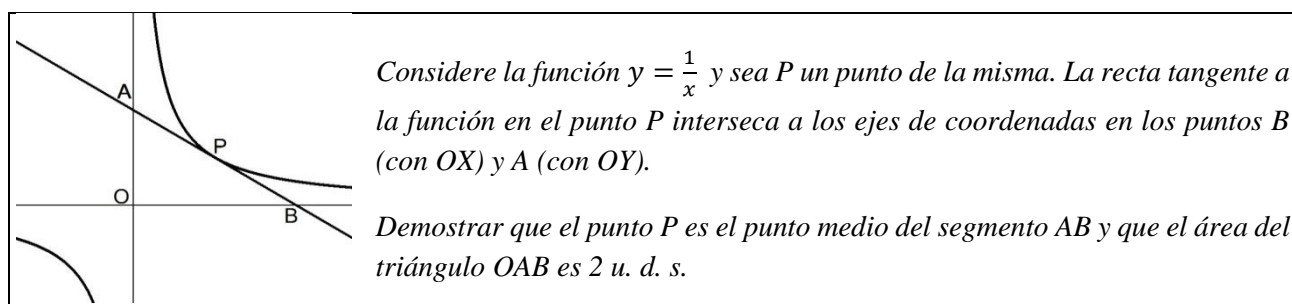 Considere la función y = 1/x y sea P un punto de la misma. La recta tangente a
la función en el punto P interseca a los ejes de coordenadas en los puntos B
(con OX) y A (con OY).
Demostrar que el punto P es el punto medio del segmento AB y que el área del
triángulo OAB es 2 u. d. s.
A
P
O
B